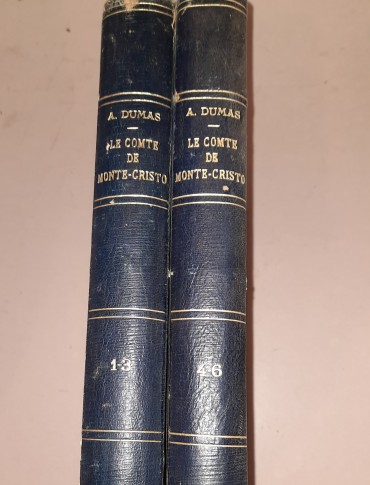 A. DUMAS
LE COMTE
DE
MONTE-CRISTO
1-3
A. DUMAS
LE COMTE
DE
MONTE-CRISTO
4-6